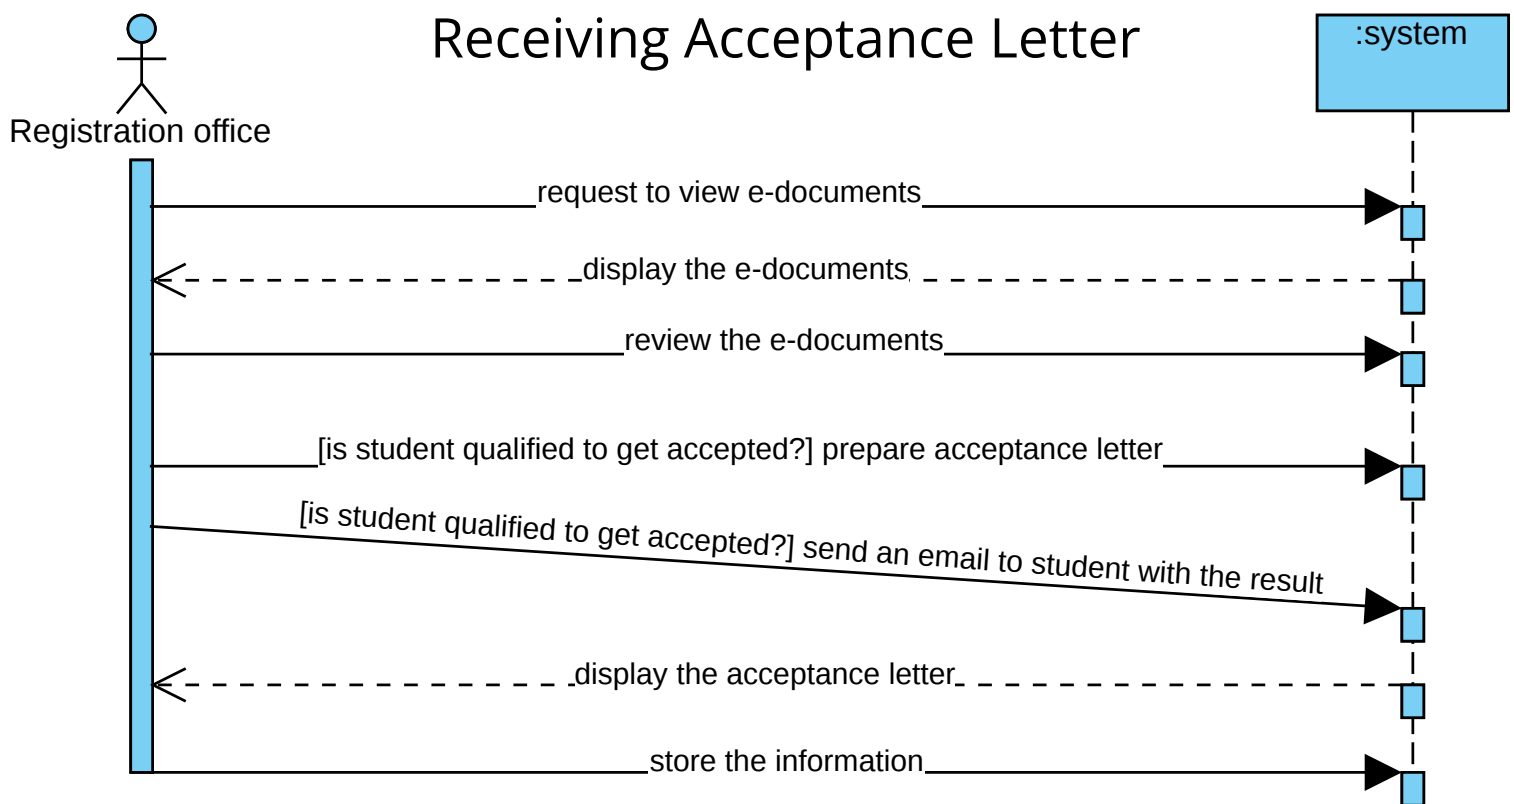 Receiving Acceptance Letter
:system
Registration office
request to view e-documents
display the e-documents
review the e-documents
[is student qualified to get accepted?] prepare acceptance letter
[is student qualified to get accepted?] send an email to student with the result
display the acceptance letter
store the information